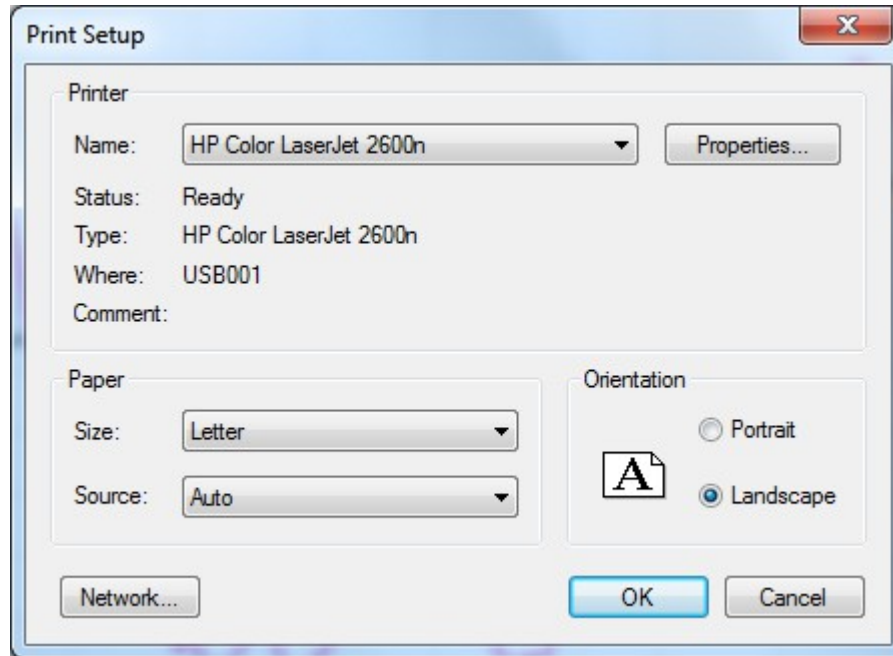 Print Setup
Printer
Name: HP Color LaserJet 2600n Properties...
Status: Ready
Type: HP Color LaserJet 2600n
Where: USB001
Comment:
Paper
Size: Letter
Source: Auto
Orientation
Portrait
A
Landscape
Network... OK Cancel